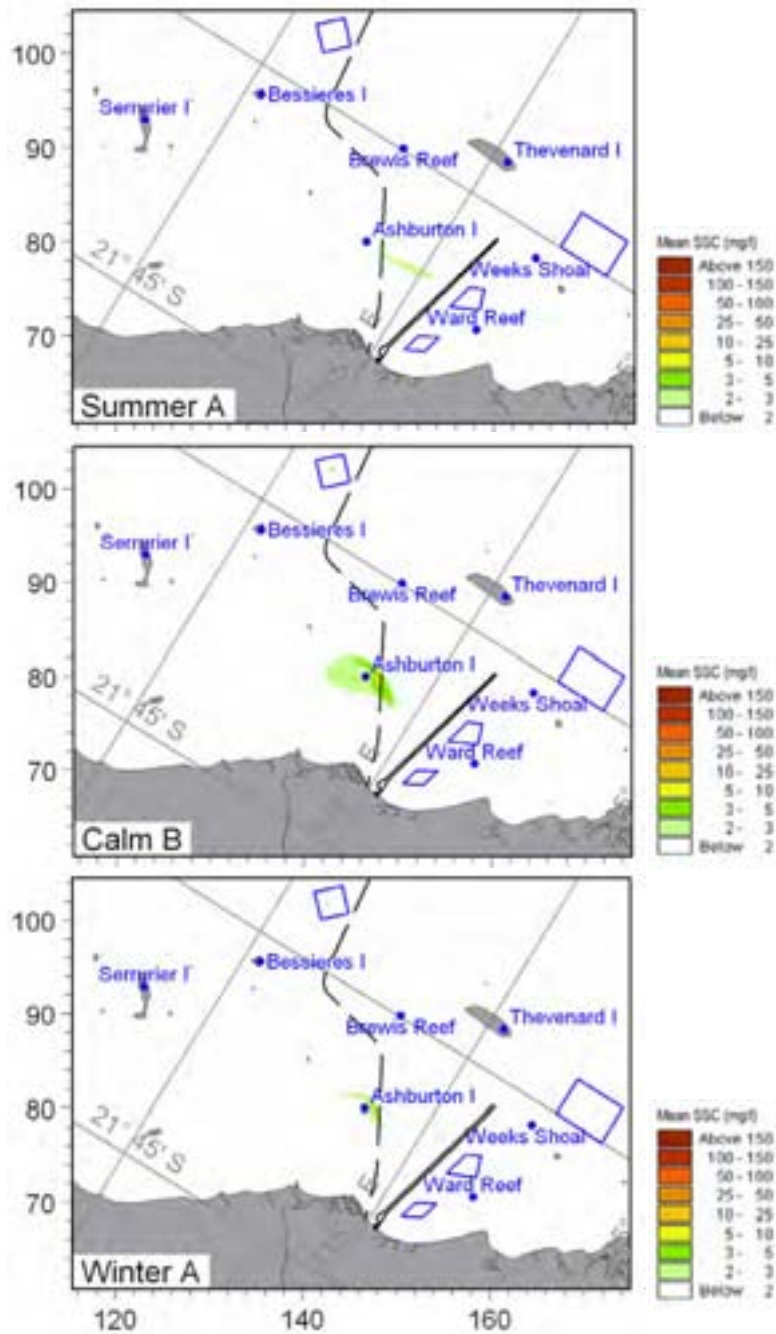 100
90
80
70
Serrurier I
Bessieres I
Brewis Reef
Thevenard I
Ashburton I
Weeks Shoal
Ward Reef
21° 45' S
Summer A
Mean SSC (mg/l)
Above 150
100 - 150
50 - 100
25 - 50
10 - 25
5 - 10
3 - 5
2 - 3
Below 2
100
90
80
70
Serrurier I
Bessieres I
Brewis Reef
Thevenard I
Ashburton I
Weeks Shoal
Ward Reef
21° 45' S
Calm B
Mean SSC (mg/l)
Above 150
100 - 150
50 - 100
25 - 50
10 - 25
5 - 10
3 - 5
2 - 3
Below 2
100
90
80
70
Serrurier I
Bessieres I
Brewis Reef
Thevenard I
Ashburton I
Weeks Shoal
Ward Reef
21° 45' S
Winter A
120
140
160
Mean SSC (mg/l)
Above 150
100 - 150
50 - 100
25 - 50
10 - 25
5 - 10
3 - 5
2 - 3
Below 2